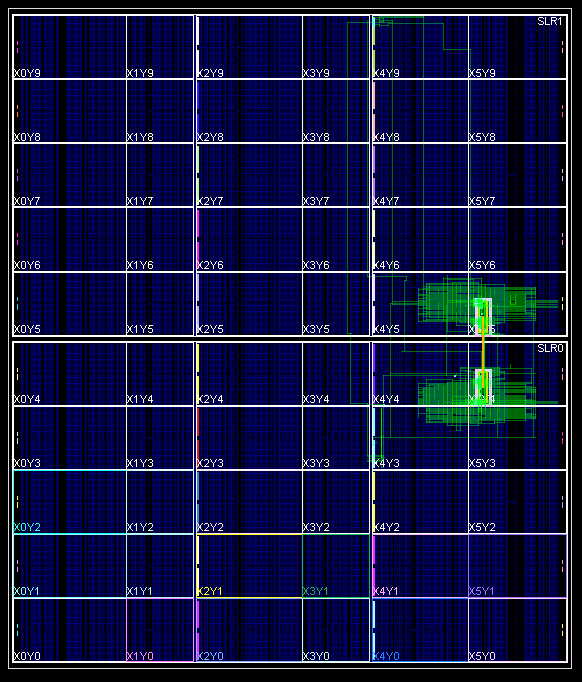 SLR1
X0Y9 X1Y9 X2Y9 X3Y9 X4Y9 X5Y9
X0Y8 X1Y8 X2Y8 X3Y8 X4Y8 X5Y8
X0Y7 X1Y7 X2Y7 X3Y7 X4Y7 X5Y7
X0Y6 X1Y6 X2Y6 X3Y6 X4Y6 X5Y6
X0Y5 X1Y5 X2Y5 X3Y5 X4Y5
SLR0
X0Y4 X1Y4 X2Y4 X3Y4 X4Y4
X0Y3 X1Y3 X2Y3 X3Y3 X4Y3 X5Y3
X0Y2 X1Y2 X2Y2 X3Y2 X4Y2 X5Y2
X0Y1 X1Y1 X2Y1 X3Y1 X4Y1 X5Y1
X0Y0 X1Y0 X2Y0 X3Y0 X4Y0 X5Y0